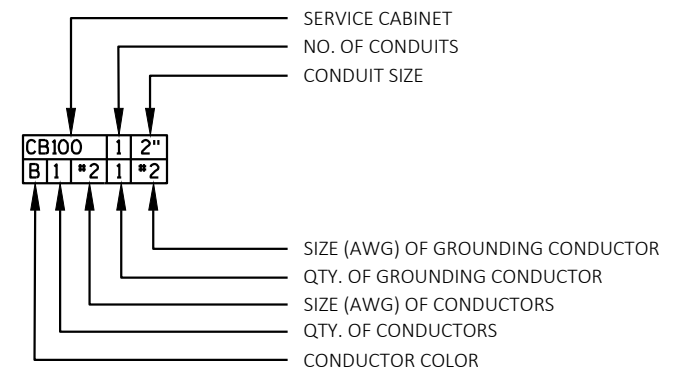 SERVICE CABINET
NO. OF CONDUITS
CONDUIT SIZE
CB100 1 2"
B 1 #2 1 #2
SIZE (AWG) OF GROUNDING CONDUCTOR
QTY. OF GROUNDING CONDUCTOR
SIZE (AWG) OF CONDUCTORS
QTY. OF CONDUCTORS
CONDUCTOR COLOR